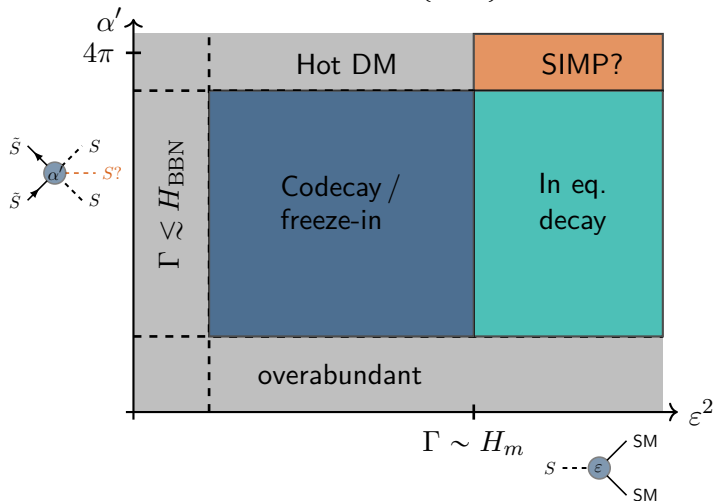 α′
4π
Hot DM
SIMP?
S̃
S
α′
S?
S̃
S
Γ ≲ H_BBN
Codecay /
freeze-in
In eq.
decay
overabundant
ε²
Γ ∼ H_m
S
ε
SM
SM